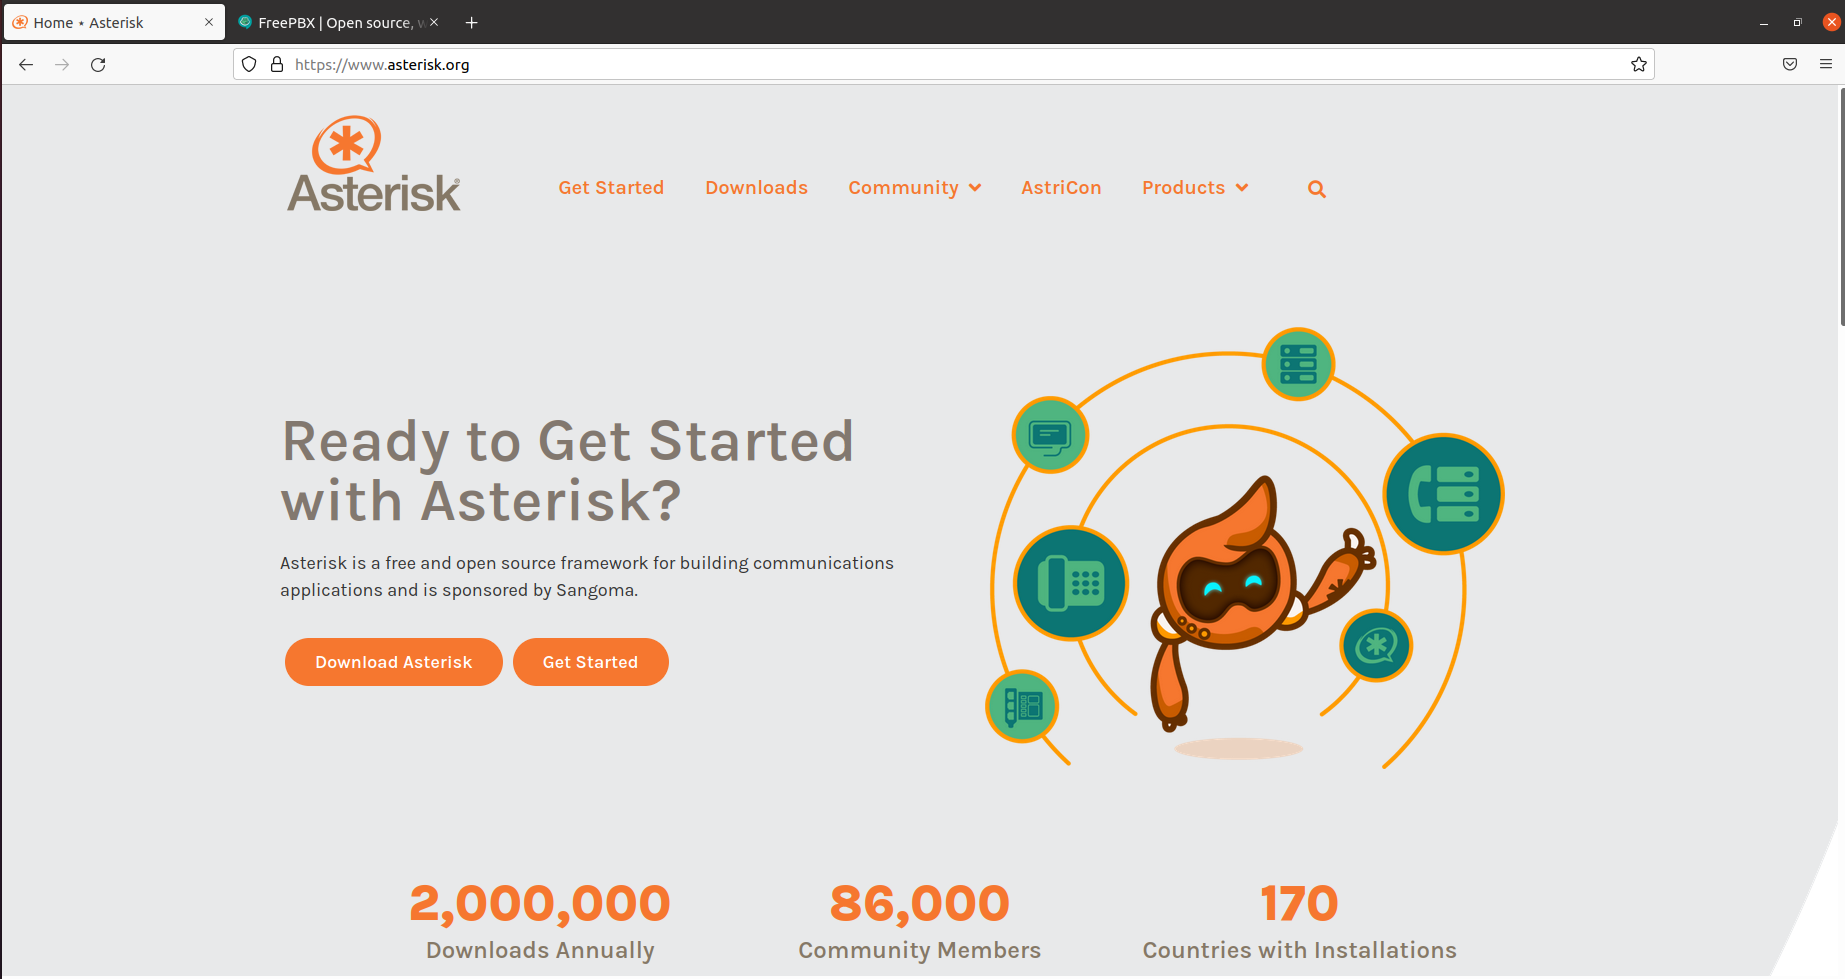 Home • Asterisk
FreePBX | Open source, w
https://www.asterisk.org
Asterisk®
Get Started
Downloads
Community
AstriCon
Products
Ready to Get Started
with Asterisk?
Asterisk is a free and open source framework for building communications
applications and is sponsored by Sangoma.
Download Asterisk
Get Started
2,000,000
Downloads Annually
86,000
Community Members
170
Countries with Installations